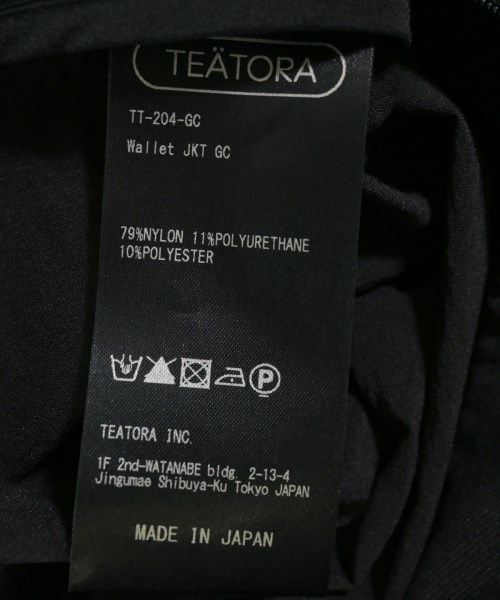 TEÄTORA
TT-204-GC
Wallet JKT GC
79%NYLON 11%POLYURETHANE
10%POLYESTER
P
TEATORA INC.
1F 2nd-WATANABE bldg. 2-13-4
Jingumae Shibuya-Ku Tokyo JAPAN
MADE IN JAPAN